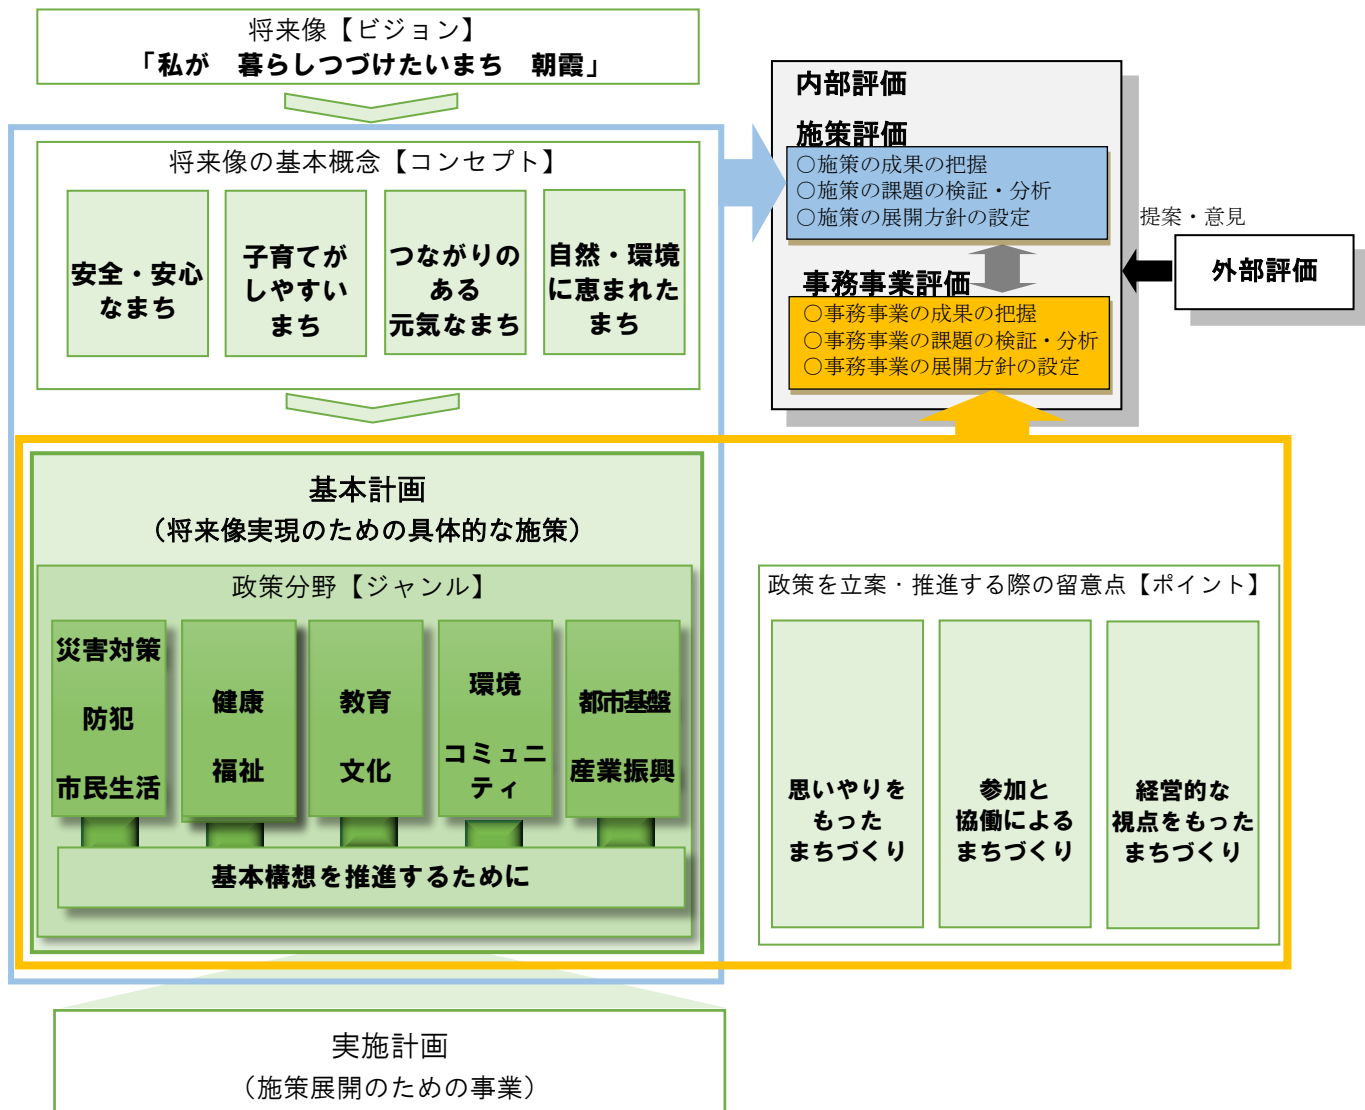 将来像【ビジョン】
「私が　暮らしつづけたいまち　朝霞」
将来像の基本概念【コンセプト】
安全・安心
なまち
子育てが
しやすい
まち
つながりの
ある
元気なまち
自然・環境
に恵まれた
まち
内部評価
施策評価
○施策の成果の把握
○施策の課題の検証・分析
○施策の展開方針の設定
事務事業評価
○事務事業の成果の把握
○事務事業の課題の検証・分析
○事務事業の展開方針の設定
提案・意見
外部評価
基本計画
（将来像実現のための具体的な施策）
政策分野【ジャンル】
災害対策
防犯
市民生活
健康
福祉
教育
文化
環境
コミュニ
ティ
都市基盤
産業振興
基本構想を推進するために
政策を立案・推進する際の留意点【ポイント】
思いやりを
もった
まちづくり
参加と
協働による
まちづくり
経営的な
視点をもった
まちづくり
実施計画
（施策展開のための事業）